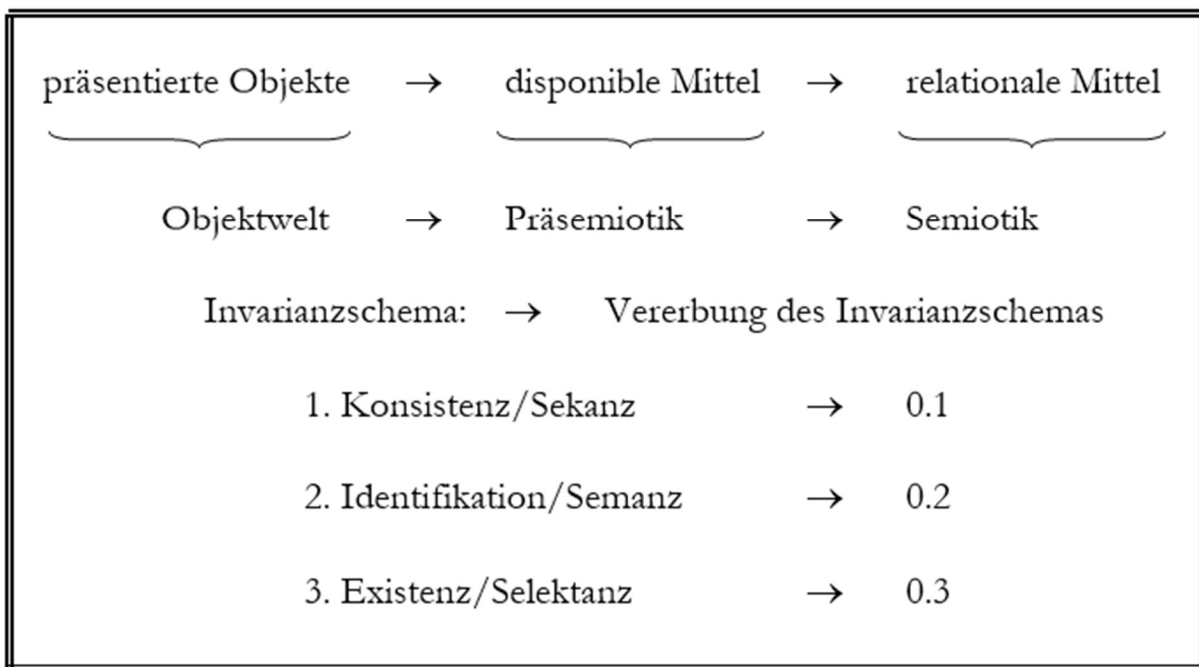 präsentierte Objekte → disponible Mittel → relationale Mittel
Objektwelt → Präsemiotik → Semiotik
Invarianzschema: → Vererbung des Invarianzschemas
1. Konsistenz/Sekanz → 0.1
2. Identifikation/Semanz → 0.2
3. Existenz/Selektanz → 0.3